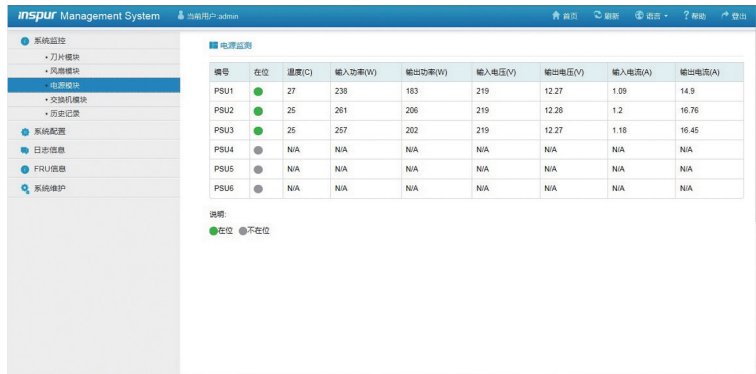 inspur Management System 当前用户:admin 首页 刷新 语言 ? 帮助 登出
系统监控
• 刀片模块
• 风扇模块
• 电源模块
• 交换机模块
• 历史记录
系统配置
日志信息
FRU信息
系统维护
电源监测
编号 在位 温度(C) 输入功率(W) 输出功率(W) 输入电压(V) 输出电压(V) 输入电流(A) 输出电流(A)
PSU1 27 238 183 219 12.27 1.09 14.9
PSU2 25 261 206 219 12.28 1.2 16.76
PSU3 25 257 202 219 12.27 1.18 16.45
PSU4 N/A N/A N/A N/A N/A N/A N/A
PSU5 N/A N/A N/A N/A N/A N/A N/A
PSU6 N/A N/A N/A N/A N/A N/A N/A
说明:
在位 不在位